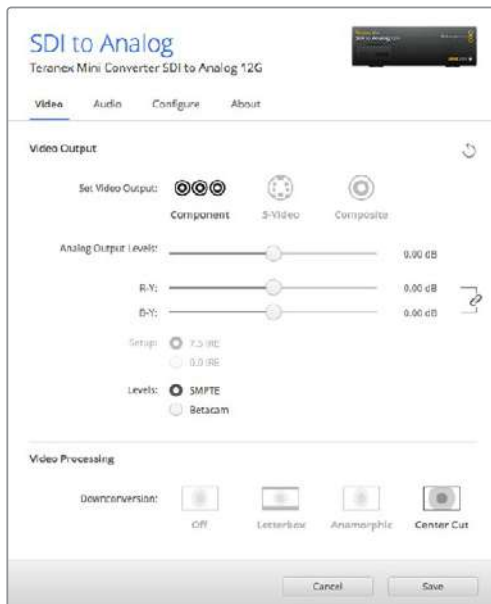 SDI to Analog
Teranex Mini Converter SDI to Analog 12G
Video Audio Configure About
Video Output
Set Video Output:
Component S-Video Composite
Analog Output Levels: 0.00 dB
R-Y: 0.00 dB
B-Y: 0.00 dB
Setup: 7.5 IRE
0.0 IRE
Levels: SMPTE
Betacam
Video Processing
Downconversion:
Off Letterbox Anamorphic Center Cut
Cancel Save